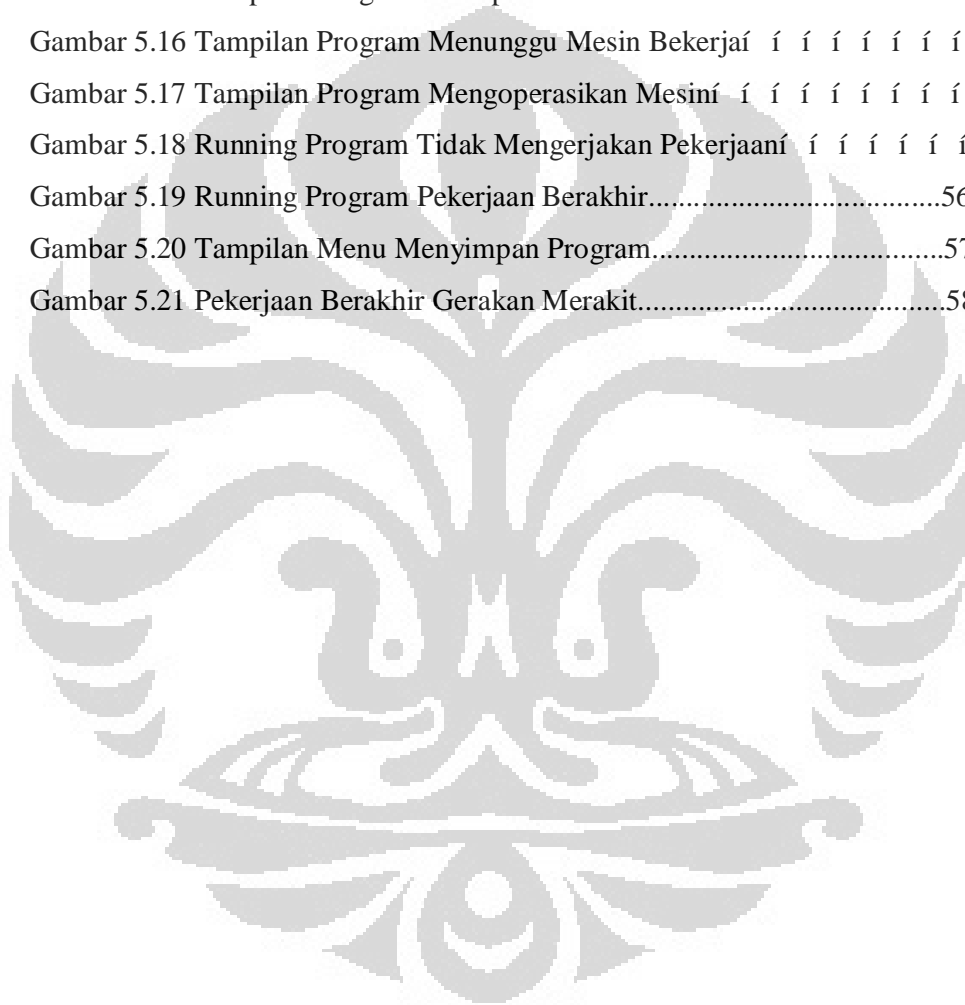 Gambar 5.16 Tampilan Program Menunggu Mesin Bekerjaí í í í í í í í í
Gambar 5.17 Tampilan Program Mengoperasikan Mesiní í í í í í í í í
Gambar 5.18 Running Program Tidak Mengerjakan Pekerjaaní í í í í í í
Gambar 5.19 Running Program Pekerjaan Berakhir.......................................56
Gambar 5.20 Tampilan Menu Menyimpan Program.......................................57
Gambar 5.21 Pekerjaan Berakhir Gerakan Merakit.........................................58